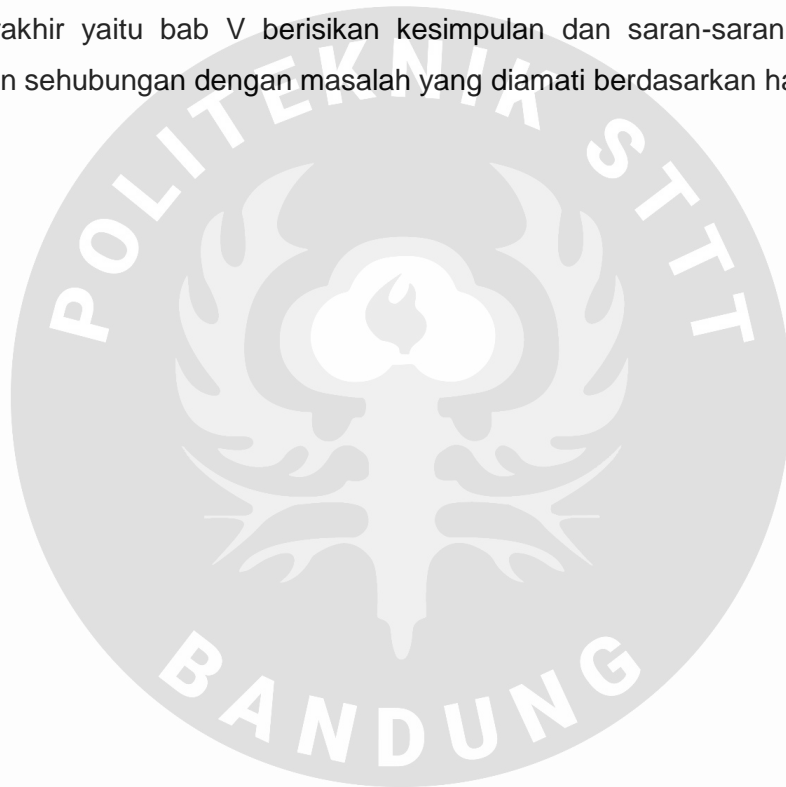 akhir yaitu bab V berisikan kesimpulan dan saran-saran
n sehubungan dengan masalah yang diamati berdasarkan ha
POLITEKNIK STTT
BANDUNG